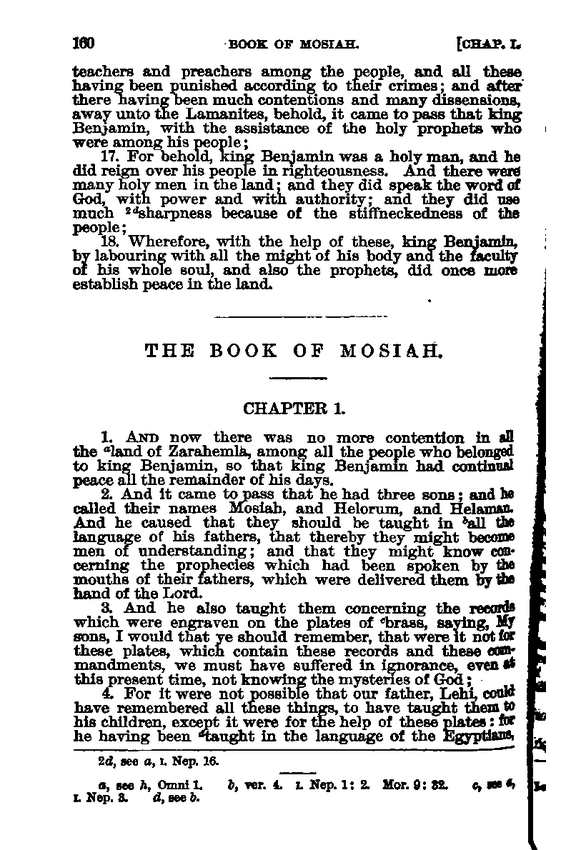 160 BOOK OF MOSIAH. [CHAP. I.
teachers and preachers among the people, and all these
having been punished according to their crimes; and after
there having been much contentions and many dissensions,
away unto the Lamanites, behold, it came to pass that king
Benjamin, with the assistance of the holy prophets who
were among his people;
17. For behold, king Benjamin was a holy man, and he
did reign over his people in righteousness. And there were
many holy men in the land; and they did speak the word of
God, with power and with authority; and they did use
much 2dsharpness because of the stiffneckedness of the
people;
18. Wherefore, with the help of these, king Benjamin,
by labouring with all the might of his body and the faculty
of his whole soul, and also the prophets, did once more
establish peace in the land.
THE BOOK OF MOSIAH.
CHAPTER 1.
1. AND now there was no more contention in all
the aland of Zarahemla, among all the people who belonged
to king Benjamin, so that king Benjamin had continual
peace all the remainder of his days.
2. And it came to pass that he had three sons; and he
called their names Mosiah, and Helorum, and Helaman.
And he caused that they should be taught in ball the
language of his fathers, that thereby they might become
men of understanding; and that they might know con-
cerning the prophecies which had been spoken by the
mouths of their fathers, which were delivered them by the
hand of the Lord.
3. And he also taught them concerning the records
which were engraven on the plates of cbrass, saying, My
sons, I would that ye should remember, that were it not for
these plates, which contain these records and these com-
mandments, we must have suffered in ignorance, even at
this present time, not knowing the mysteries of God;
4. For it were not possible that our father, Lehi, could
have remembered all these things, to have taught them to
his children, except it were for the help of these plates: for
he having been dtaught in the language of the Egyptians,
2d, see a, I. Nep. 16.
a, see h, Omni 1. b, ver. 4. I. Nep. 1: 2. Mor. 9: 32. c, see
I. Nep. 3. d, see b.